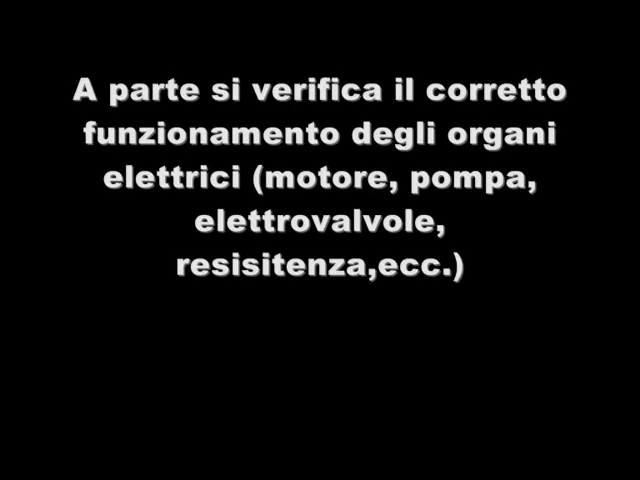 A parte si verifica il corretto
funzionamento degli organi
elettrici (motore, pompa,
elettrovalvole,
resisitenza,ecc.)